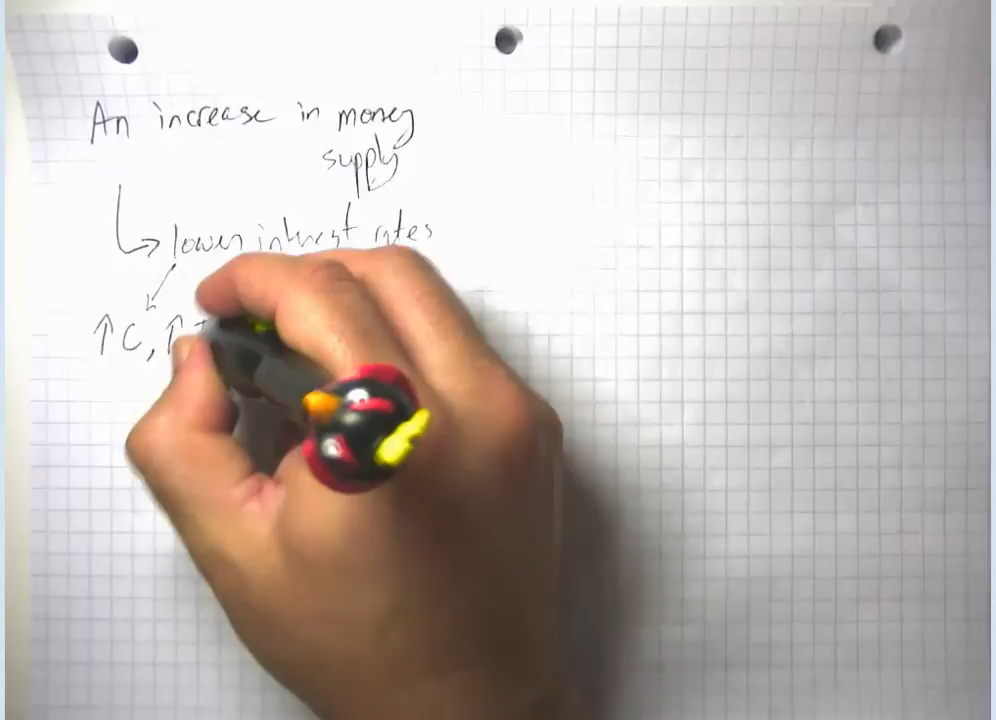 An increase in money
supply
↳ lower interest rates
↑C, ↑